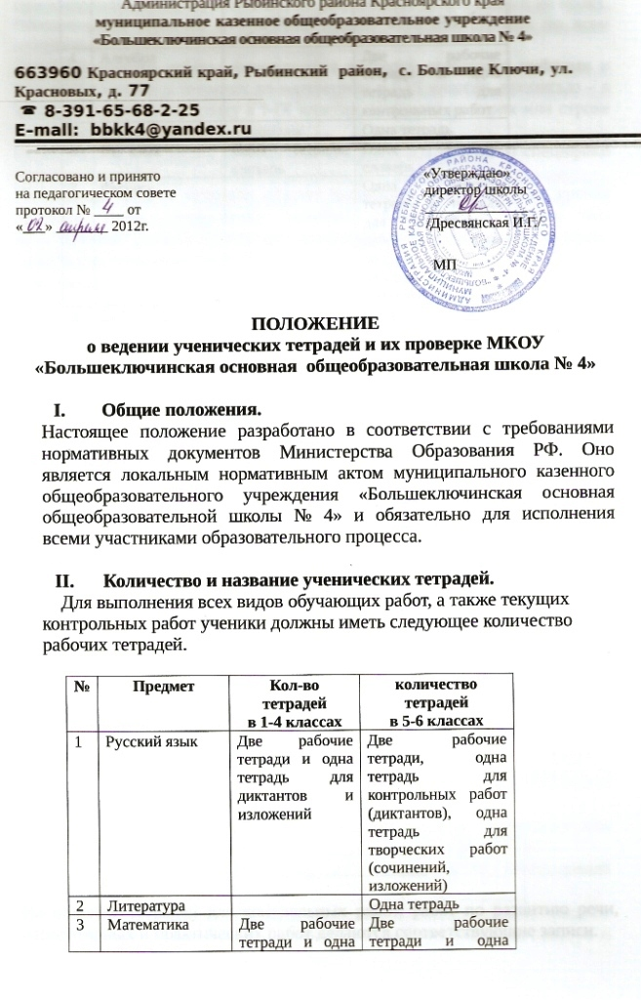 Администрация Рыбинского района Красноярского края
муниципальное казенное общеобразовательное учреждение
«Большеключинская основная общеобразовательная школа № 4»
663960 Красноярский край, Рыбинский район, с. Большие Ключи, ул.
Красновых, д. 77
☎ 8-391-65-68-2-25
E-mall: bbkk4@yandex.ru
Согласовано и принято
на педагогическом совете
протокол № 4 от
«02» апреля 2012г.
«Утверждаю»
директор школы
/Дресвянская И.Г./
МП
ПОЛОЖЕНИЕ
о ведении ученических тетрадей и их проверке МКОУ
«Большеключинская основная общеобразовательная школа № 4»
I. Общие положения.
Настоящее положение разработано в соответствии с требованиями
нормативных документов Министерства Образования РФ. Оно
является локальным нормативным актом муниципального казенного
общеобразовательного учреждения «Большеключинская основная
общеобразовательной школы № 4» и обязательно для исполнения
всеми участниками образовательного процесса.
II. Количество и название ученических тетрадей.
Для выполнения всех видов обучающих работ, а также текущих
контрольных работ ученики должны иметь следующее количество
рабочих тетрадей.
№ Предмет Кол-во количество
тетрадей тетрадей
в 1-4 классах в 5-6 классах
1 Русский язык Две рабочие Две рабочие
тетради и одна тетради, одна
тетрадь для тетрадь для
диктантов и контрольных работ
изложений (диктантов), одна
тетрадь для
творческих работ
(сочинений,
изложений)
2 Литература Одна тетрадь
3 Математика Две рабочие Две рабочие
тетради и одна тетради и одна